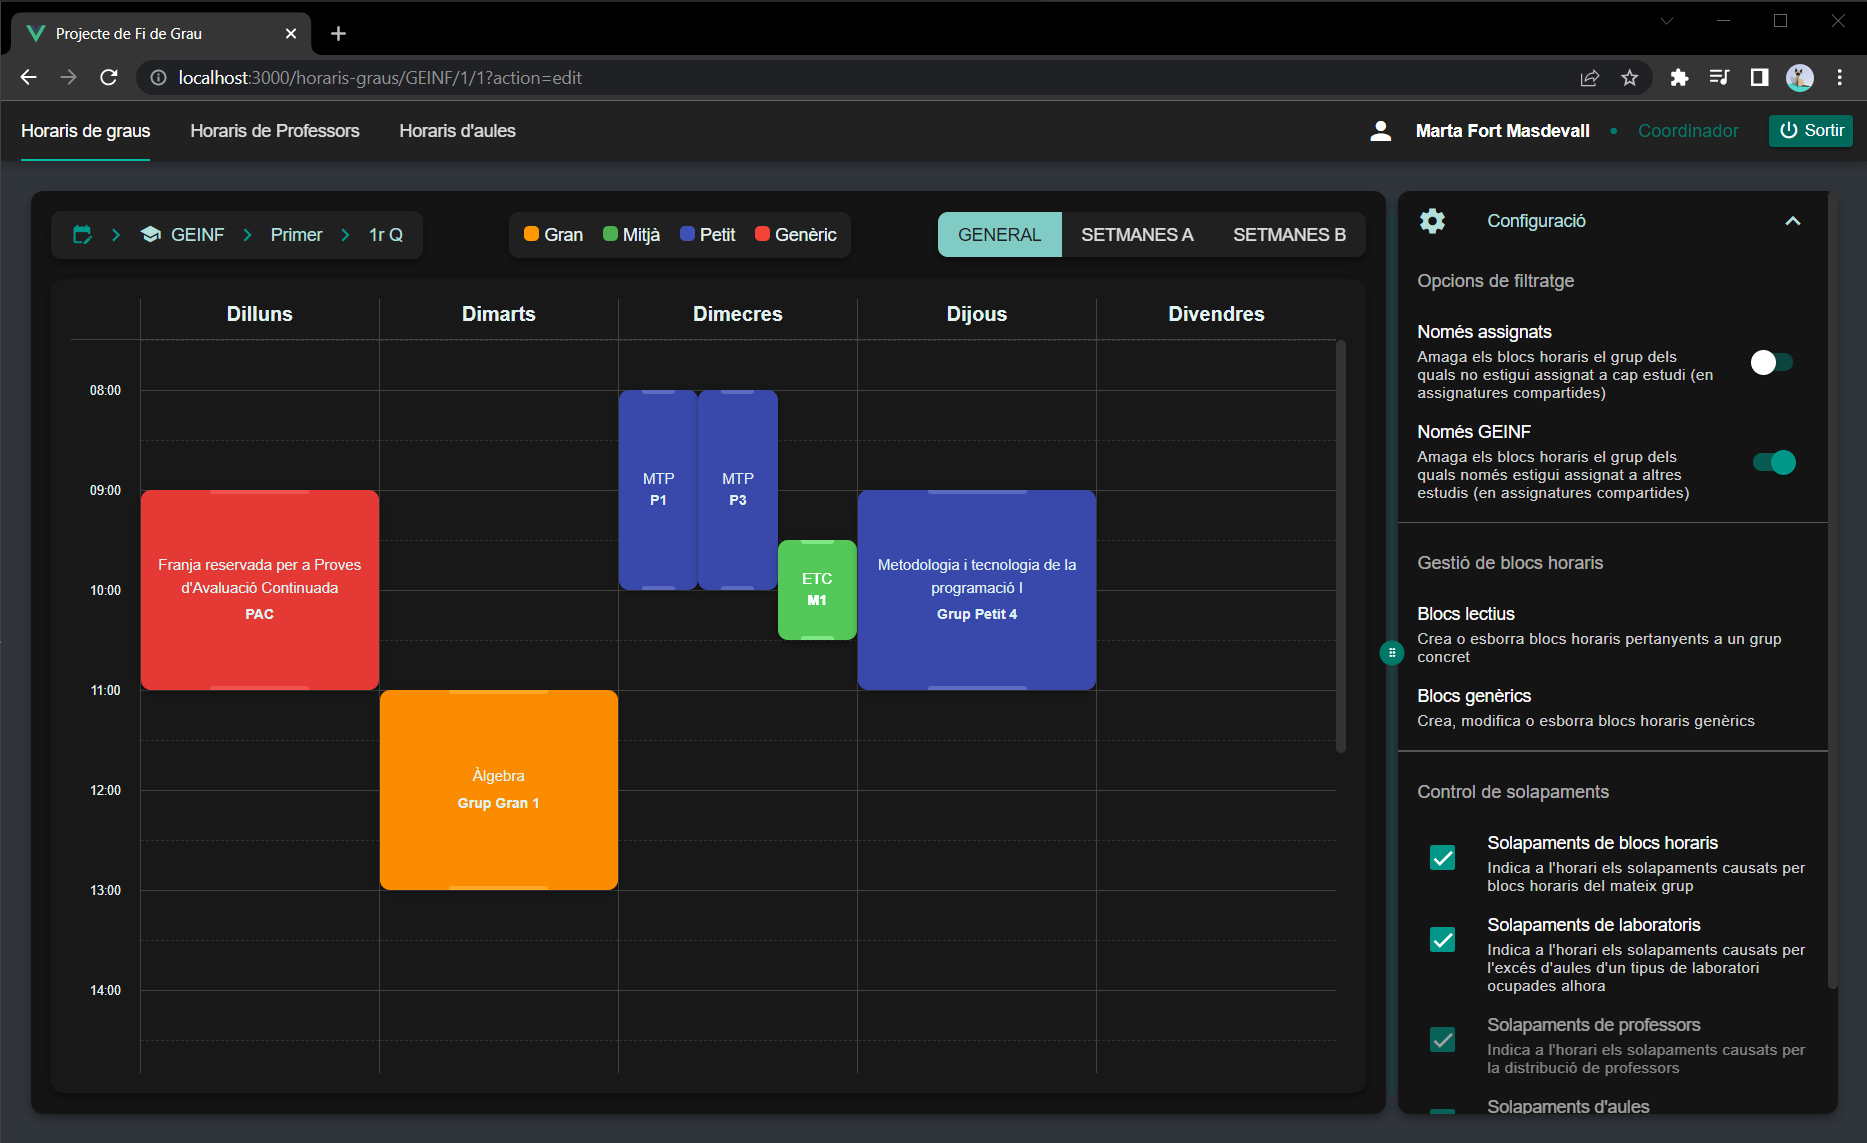 Projecte de Fi de Grau
localhost:3000/horaris-graus/GEINF/1/1?action=edit
Horaris de graus
Horaris de Professors
Horaris d'aules
Marta Fort Masdevall • Coordinador
Sortir
GEINF
Primer
1r Q
Gran
Mitjà
Petit
Genèric
GENERAL
SETMANES A
SETMANES B
Dilluns
Dimarts
Dimecres
Dijous
Divendres
08:00
09:00
10:00
11:00
12:00
13:00
14:00
Franja reservada per a Proves
d'Avaluació Continuada
PAC
Àlgebra
Grup Gran 1
MTP
P1
MTP
P3
ETC
M1
Metodologia i tecnologia de la
programació I
Grup Petit 4
Configuració
Opcions de filtratge
Només assignats
Amaga els blocs horaris el grup dels
quals no estigui assignat a cap estudi (en
assignatures compartides)
Només GEINF
Amaga els blocs horaris el grup dels
quals només estigui assignat a altres
estudis (en assignatures compartides)
Gestió de blocs horaris
Blocs lectius
Crea o esborra blocs horaris pertanyents a un grup
concret
Blocs genèrics
Crea, modifica o esborra blocs horaris genèrics
Control de solapaments
Solapaments de blocs horaris
Indica a l'horari els solapaments causats per
blocs horaris del mateix grup
Solapaments de laboratoris
Indica a l'horari els solapaments causats per
l'excés d'aules d'un tipus de laboratori
ocupades alhora
Solapaments de professors
Indica a l'horari els solapaments causats per
la distribució de professors
Solapaments d'aules